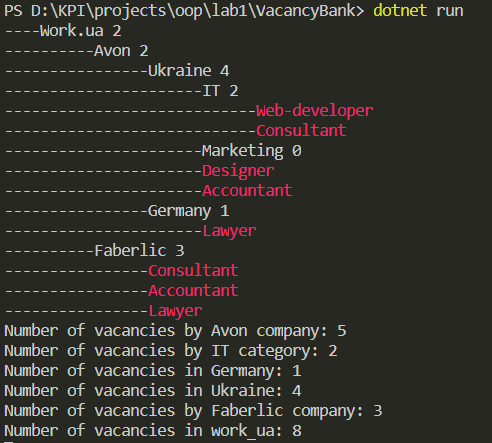 PS D:\KPI\projects\oop\lab1\VacancyBank> dotnet run
----Work.ua 2
----------Avon 2
----------------Ukraine 4
----------------------IT 2
----------------------------Web-developer
----------------------------Consultant
----------------------Marketing 0
----------------------Designer
----------------------Accountant
----------------Germany 1
----------------------Lawyer
----------Faberlic 3
----------------Consultant
----------------Accountant
----------------Lawyer
Number of vacancies by Avon company: 5
Number of vacancies by IT category: 2
Number of vacancies in Germany: 1
Number of vacancies in Ukraine: 4
Number of vacancies by Faberlic company: 3
Number of vacancies in work_ua: 8